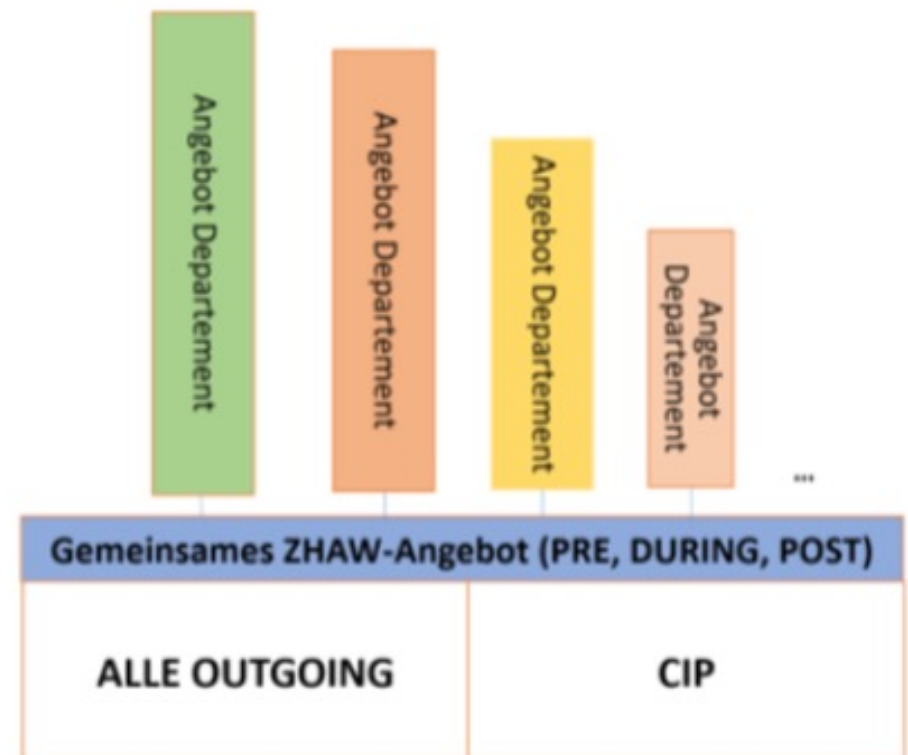 Angebot Departement
Angebot Departement
Angebot Departement
Angebot
Departement
...
Gemeinsames ZHAW-Angebot (PRE, DURING, POST)
ALLE OUTGOING
CIP